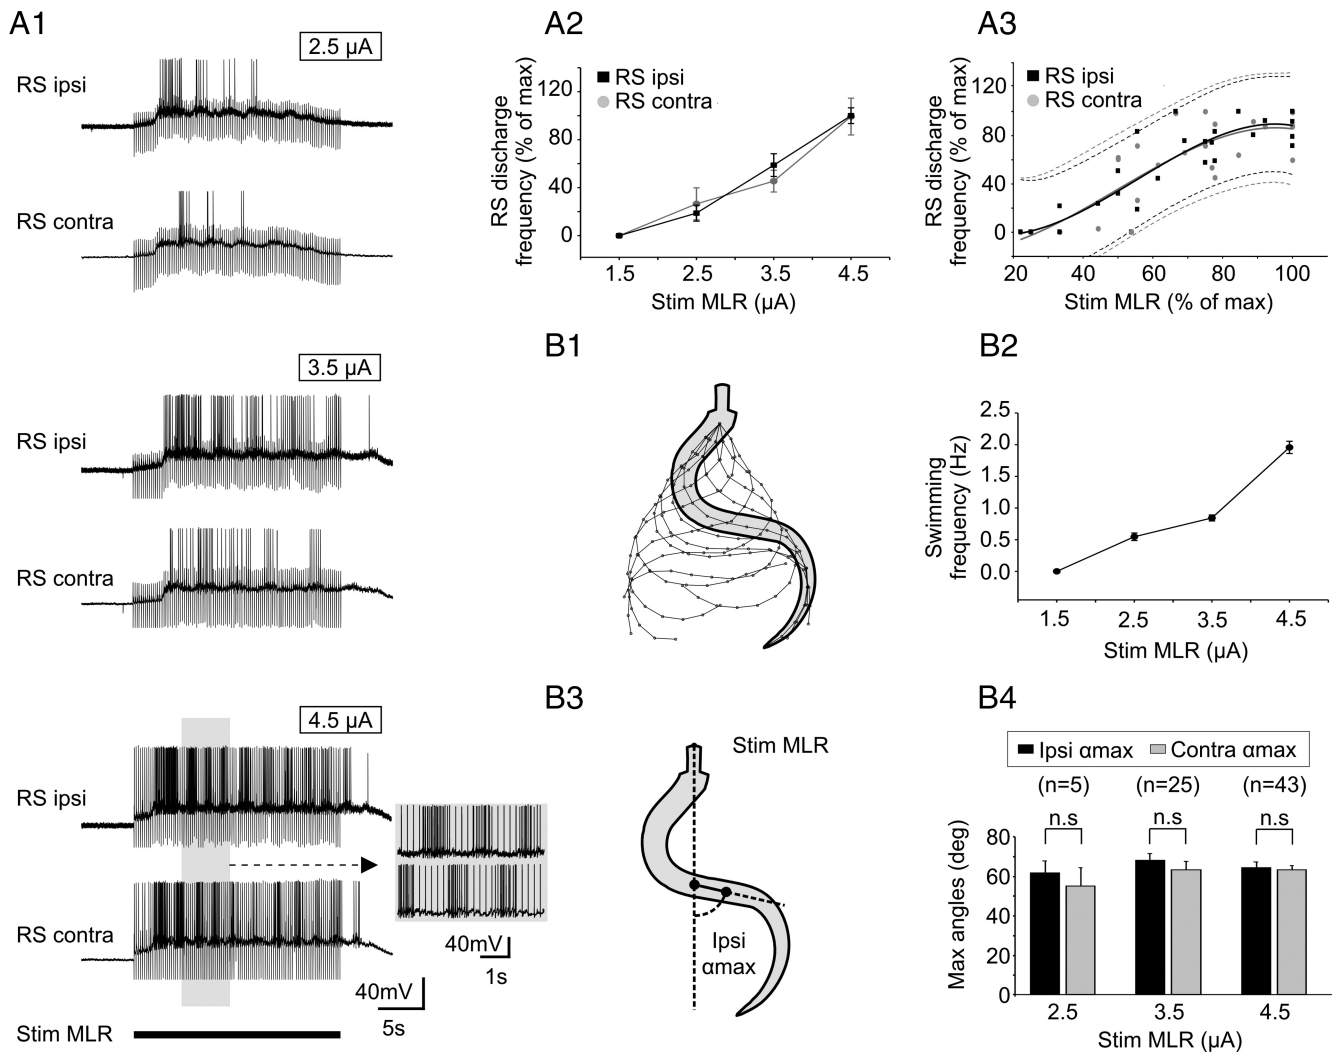 A1
2.5 µA
RS ipsi
RS contra
3.5 µA
RS ipsi
RS contra
4.5 µA
RS ipsi
RS contra
40mV
1s
40mV
5s
Stim MLR
A2
RS discharge
frequency (% of max)
120
80
40
0
RS ipsi
RS contra
1.5 2.5 3.5 4.5
Stim MLR (µA)
A3
RS discharge
frequency (% of max)
120
80
40
0
RS ipsi
RS contra
20 40 60 80 100
Stim MLR (% of max)
B1
B2
Swimming
frequency (Hz)
2.5
2.0
1.5
1.0
0.5
0.0
1.5 2.5 3.5 4.5
Stim MLR (µA)
B3
Stim MLR
Ipsi
αmax
B4
Ipsi αmax Contra αmax
(n=5) (n=25) (n=43)
n.s n.s n.s
Max angles (deg)
80
60
40
20
0
2.5 3.5 4.5
Stim MLR (µA)